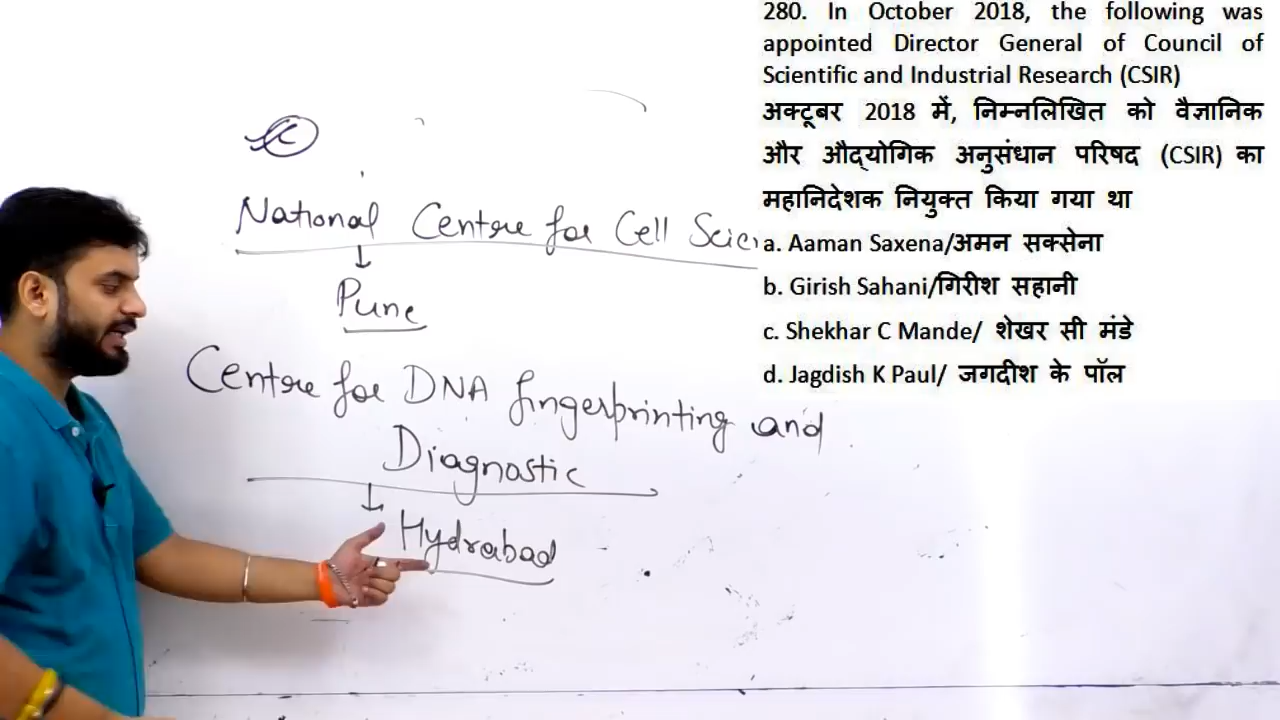 280. In October 2018, the following was
appointed Director General of Council of
Scientific and Industrial Research (CSIR)
अक्टूबर 2018 में, निम्नलिखित को वैज्ञानिक
और औद्योगिक अनुसंधान परिषद (CSIR) का
महानिदेशक नियुक्त किया गया था
a. Aaman Saxena/अमन सक्सेना
b. Girish Sahani/गिरीश सहानी
c. Shekhar C Mande/ शेखर सी मंडे
d. Jagdish K Paul/ जगदीश के पॉल
C
National Centre for Cell Scien
Pune
Centre for DNA fingerprinting and
Diagnostic
Hydrabad